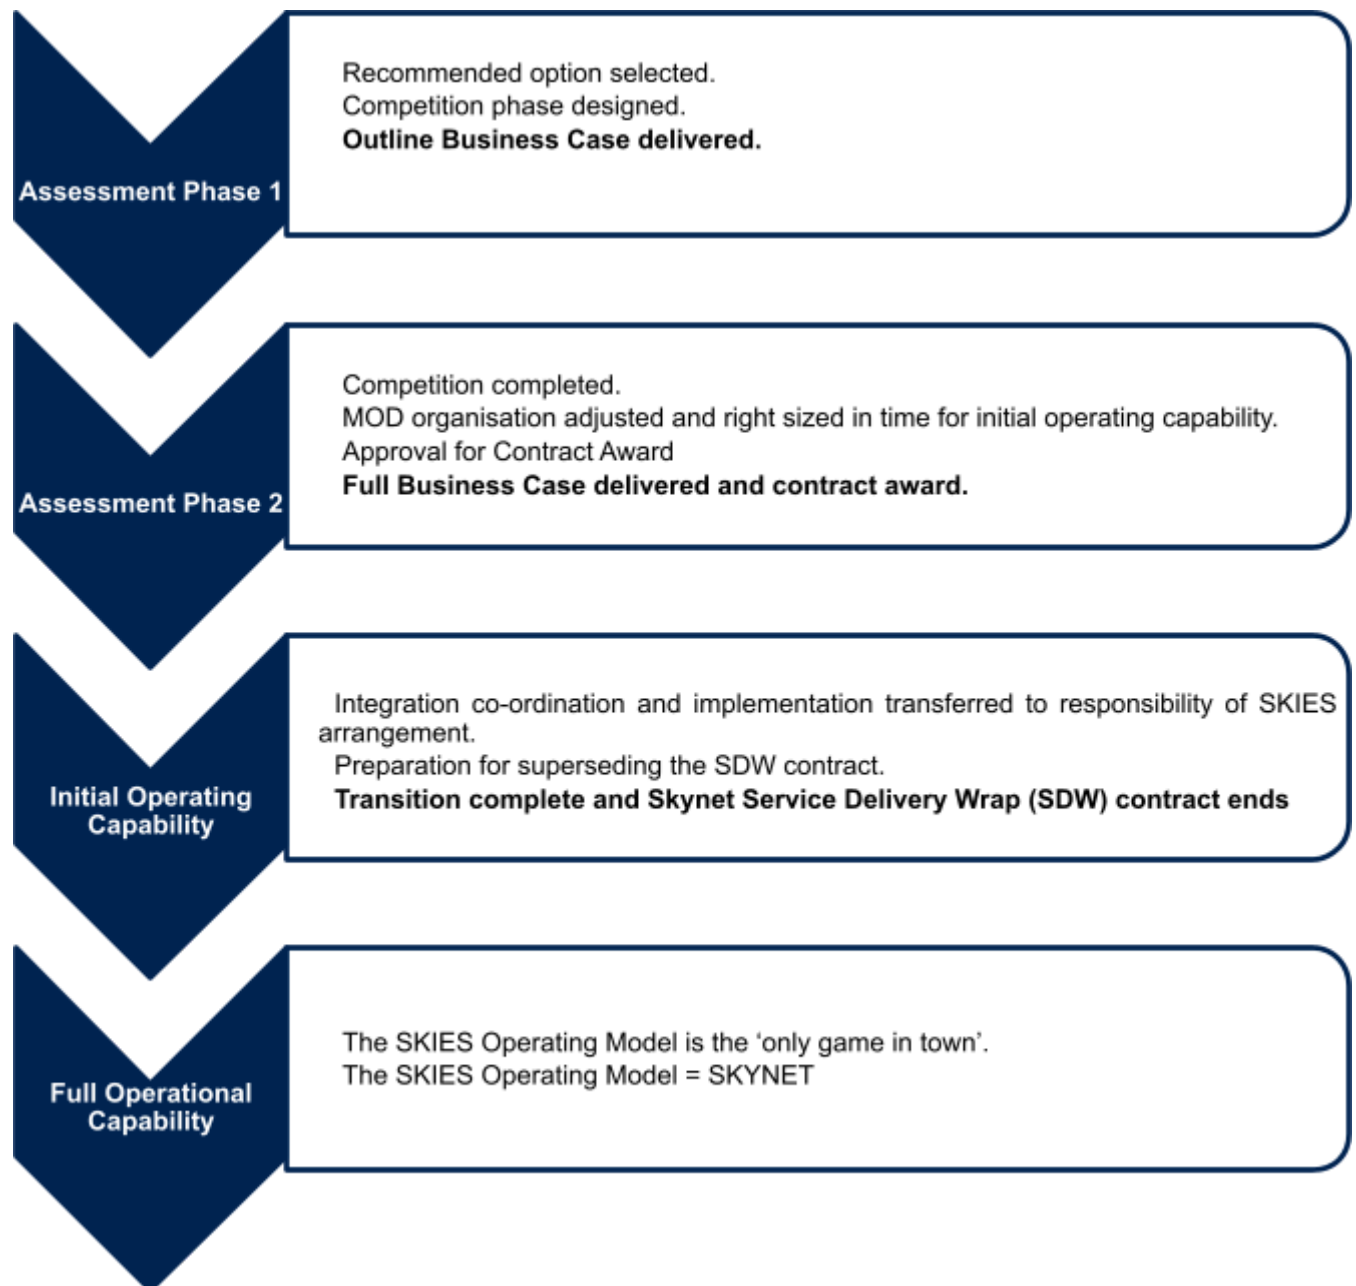 Assessment Phase 1
Recommended option selected.
Competition phase designed.
Outline Business Case delivered.
Assessment Phase 2
Competition completed.
MOD organisation adjusted and right sized in time for initial operating capability.
Approval for Contract Award
Full Business Case delivered and contract award.
Initial Operating
Capability
Integration co-ordination and implementation transferred to responsibility of SKIES
arrangement.
Preparation for superseding the SDW contract.
Transition complete and Skynet Service Delivery Wrap (SDW) contract ends
Full Operational
Capability
The SKIES Operating Model is the ‘only game in town’.
The SKIES Operating Model = SKYNET